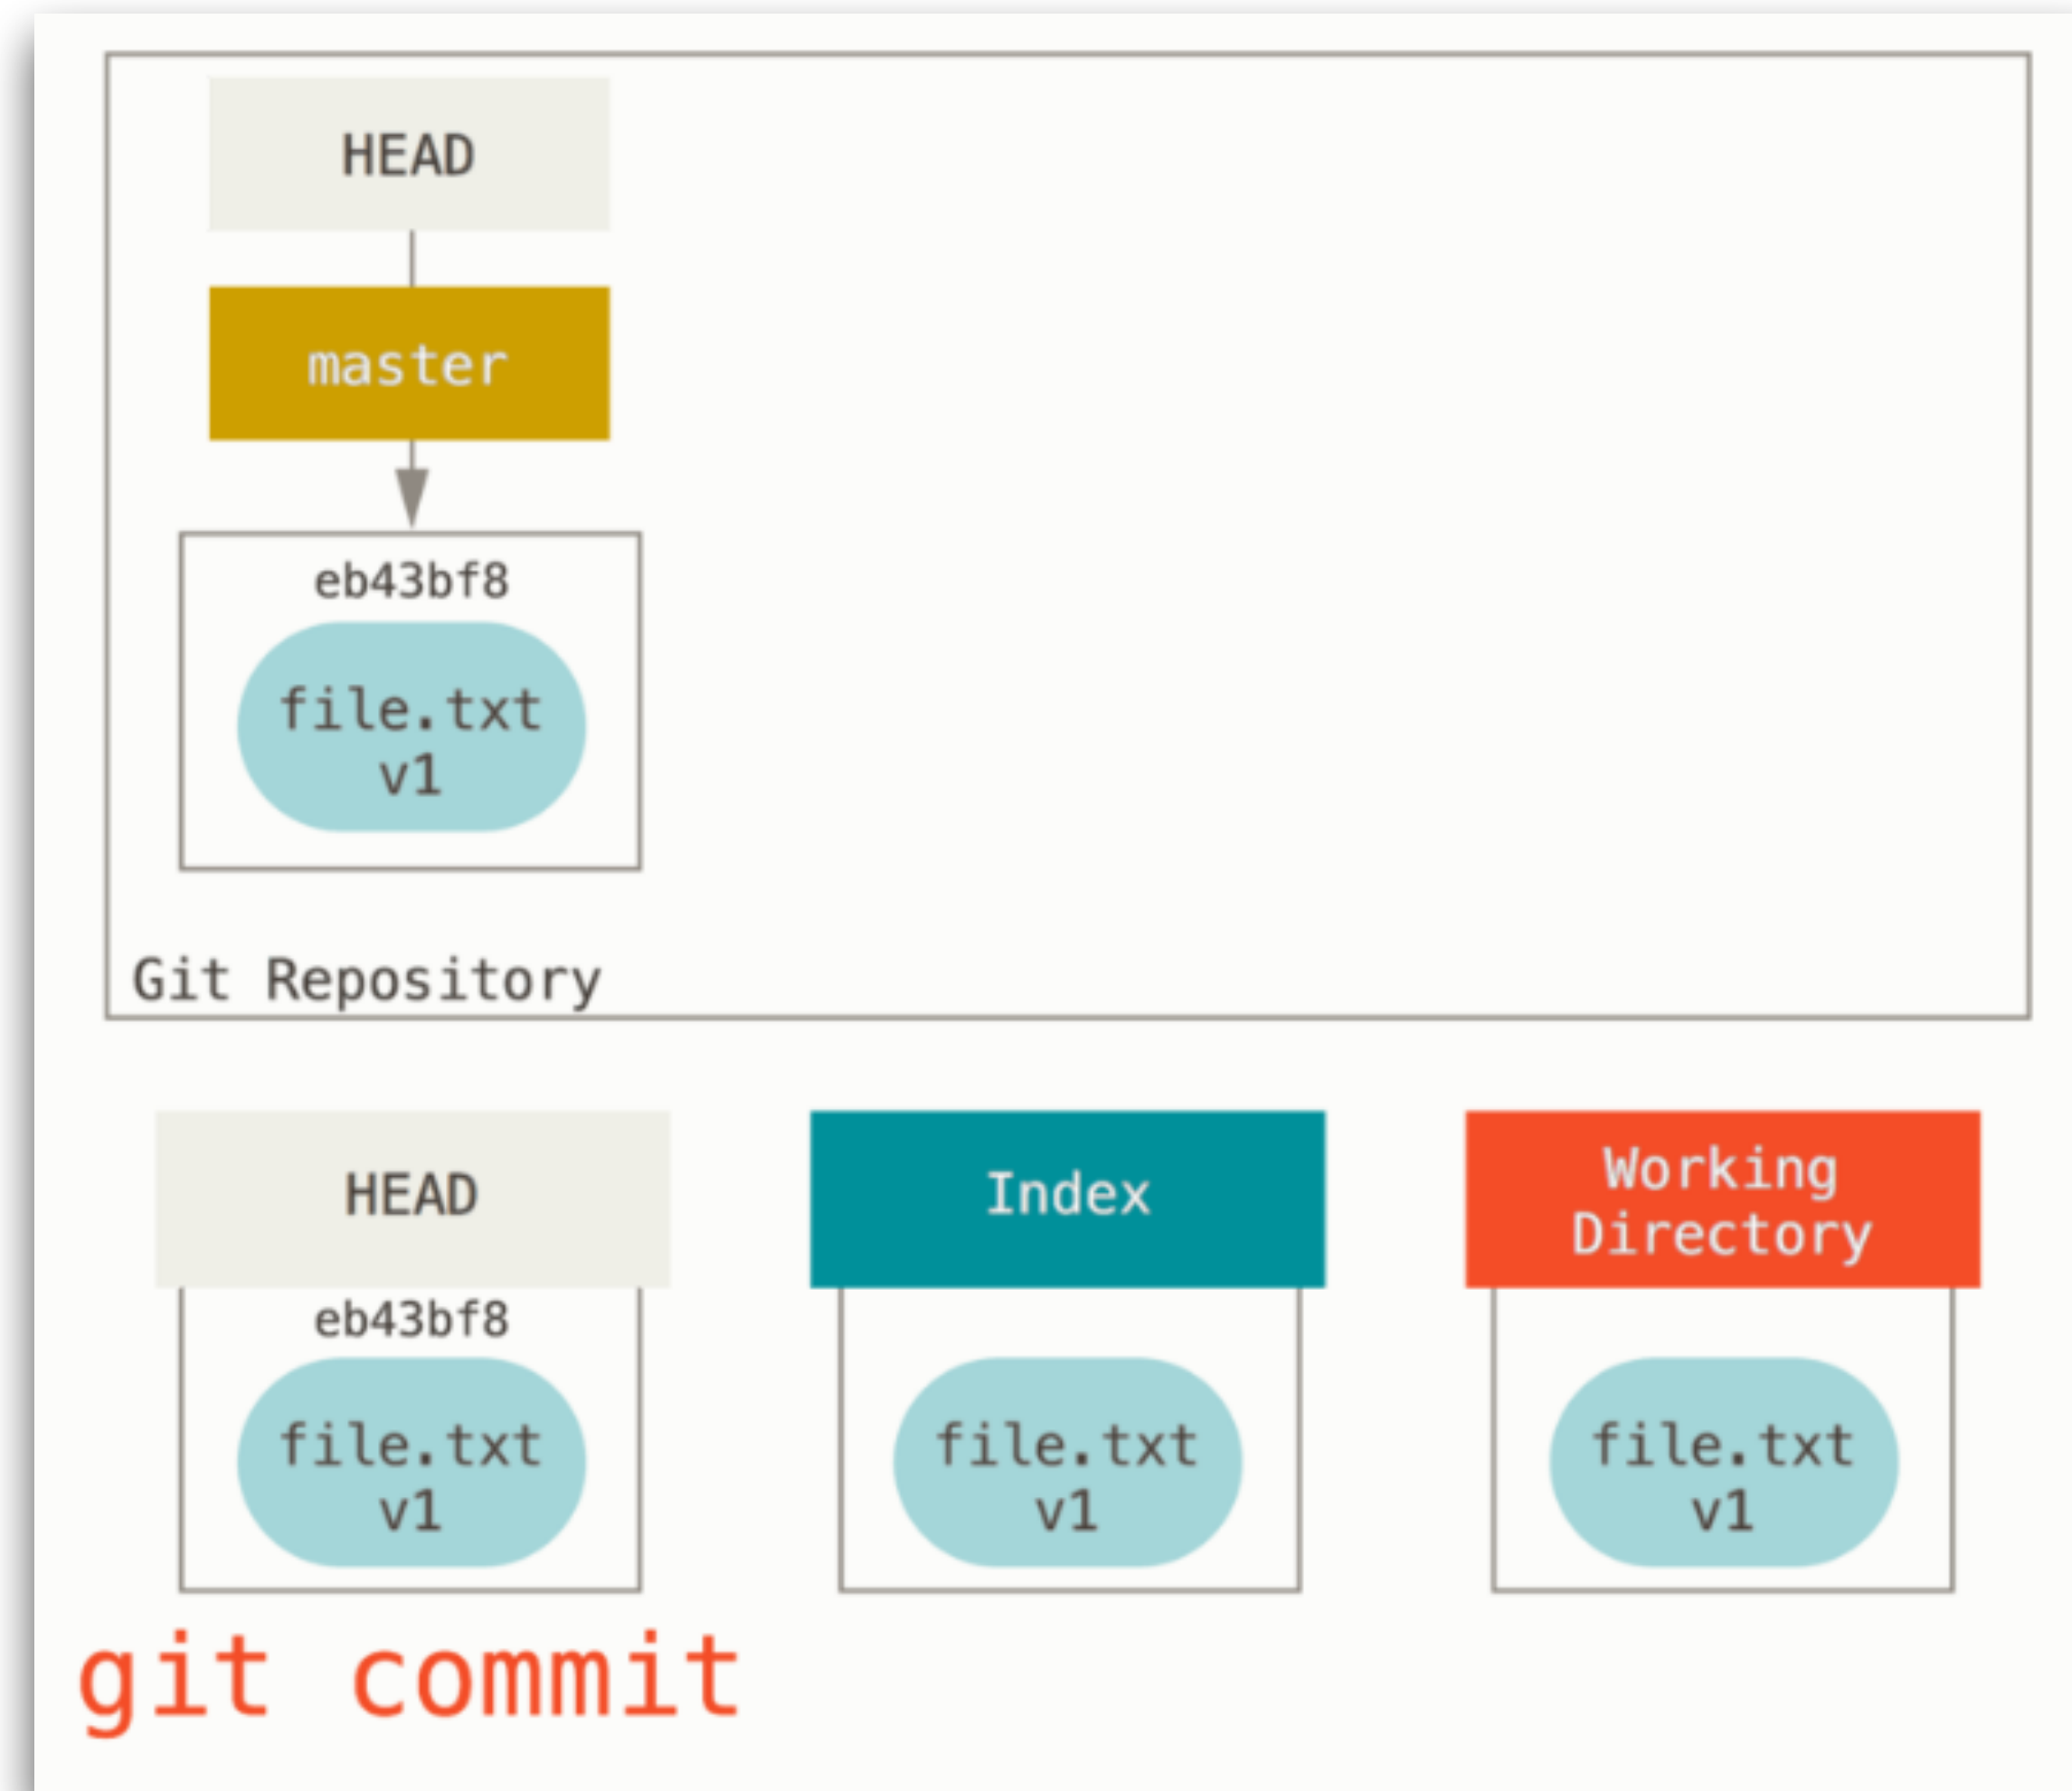 HEAD
master
eb43bf8
file.txt
v1
Git Repository
HEAD
Index
Working
Directory
eb43bf8
file.txt
v1
file.txt
v1
file.txt
v1
git commit